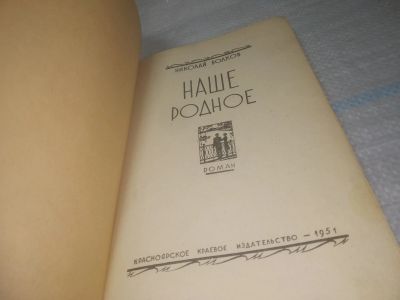 НИКОЛАЙ ВОЛКОВ
НАШЕ
РОДНОЕ
РОМАН
КРАСНОЯРСКОЕ КРАЕВОЕ ИЗДАТЕЛЬСТВО — 1951